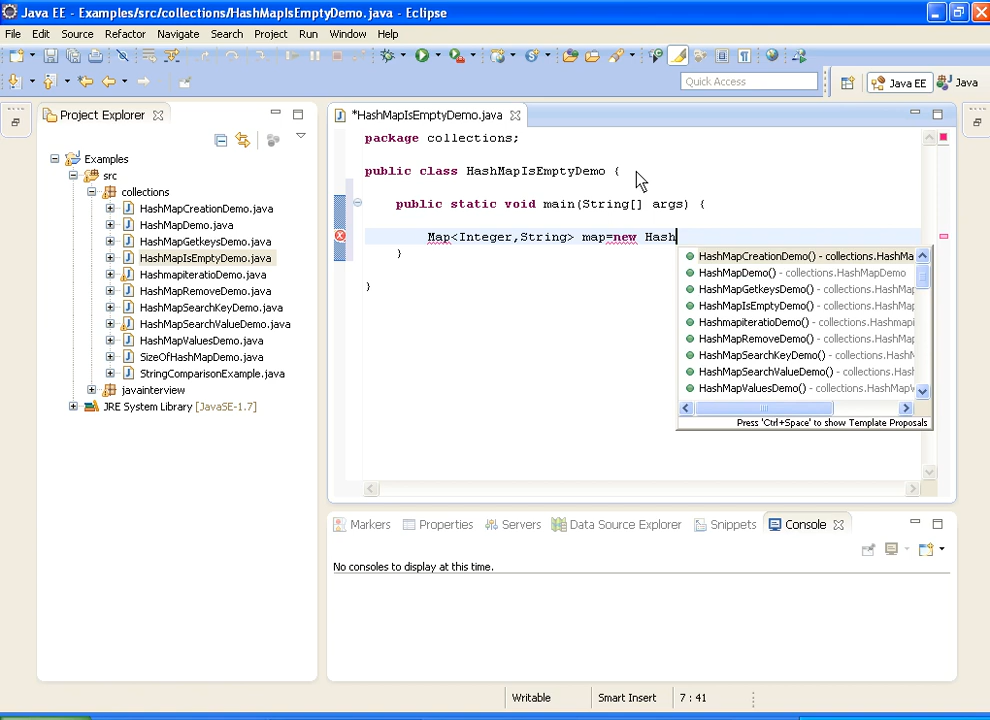 Java EE - Examples/src/collections/HashMapIsEmptyDemo.java - Eclipse
File Edit Source Refactor Navigate Search Project Run Window Help
Quick Access
Java EE
Java
Project Explorer
Examples
src
collections
HashMapCreationDemo.java
HashMapDemo.java
HashMapGetkeysDemo.java
HashMapIsEmptyDemo.java
HashmapiteratioDemo.java
HashMapRemoveDemo.java
HashMapSearchKeyDemo.java
HashMapSearchValueDemo.java
HashMapValuesDemo.java
SizeOfHashMapDemo.java
StringComparisonExample.java
javainterview
JRE System Library [JavaSE-1.7]
*HashMapIsEmptyDemo.java
package collections;
public class HashMapIsEmptyDemo {
public static void main(String[] args) {
Map<Integer,String> map=new Hash
}
}
HashMapCreationDemo() - collections.HashMa
HashMapDemo() - collections.HashMapDemo
HashMapGetkeysDemo() - collections.HashMap
HashMapIsEmptyDemo() - collections.HashMap
HashmapiteratioDemo() - collections.Hashmapi
HashMapRemoveDemo() - collections.HashMap
HashMapSearchKeyDemo() - collections.HashM
HashMapSearchValueDemo() - collections.Hash
HashMapValuesDemo() - collections.HashMapV
Press 'Ctrl+Space' to show Template Proposals
Markers Properties Servers Data Source Explorer Snippets Console
No consoles to display at this time.
Writable Smart Insert 7 : 41